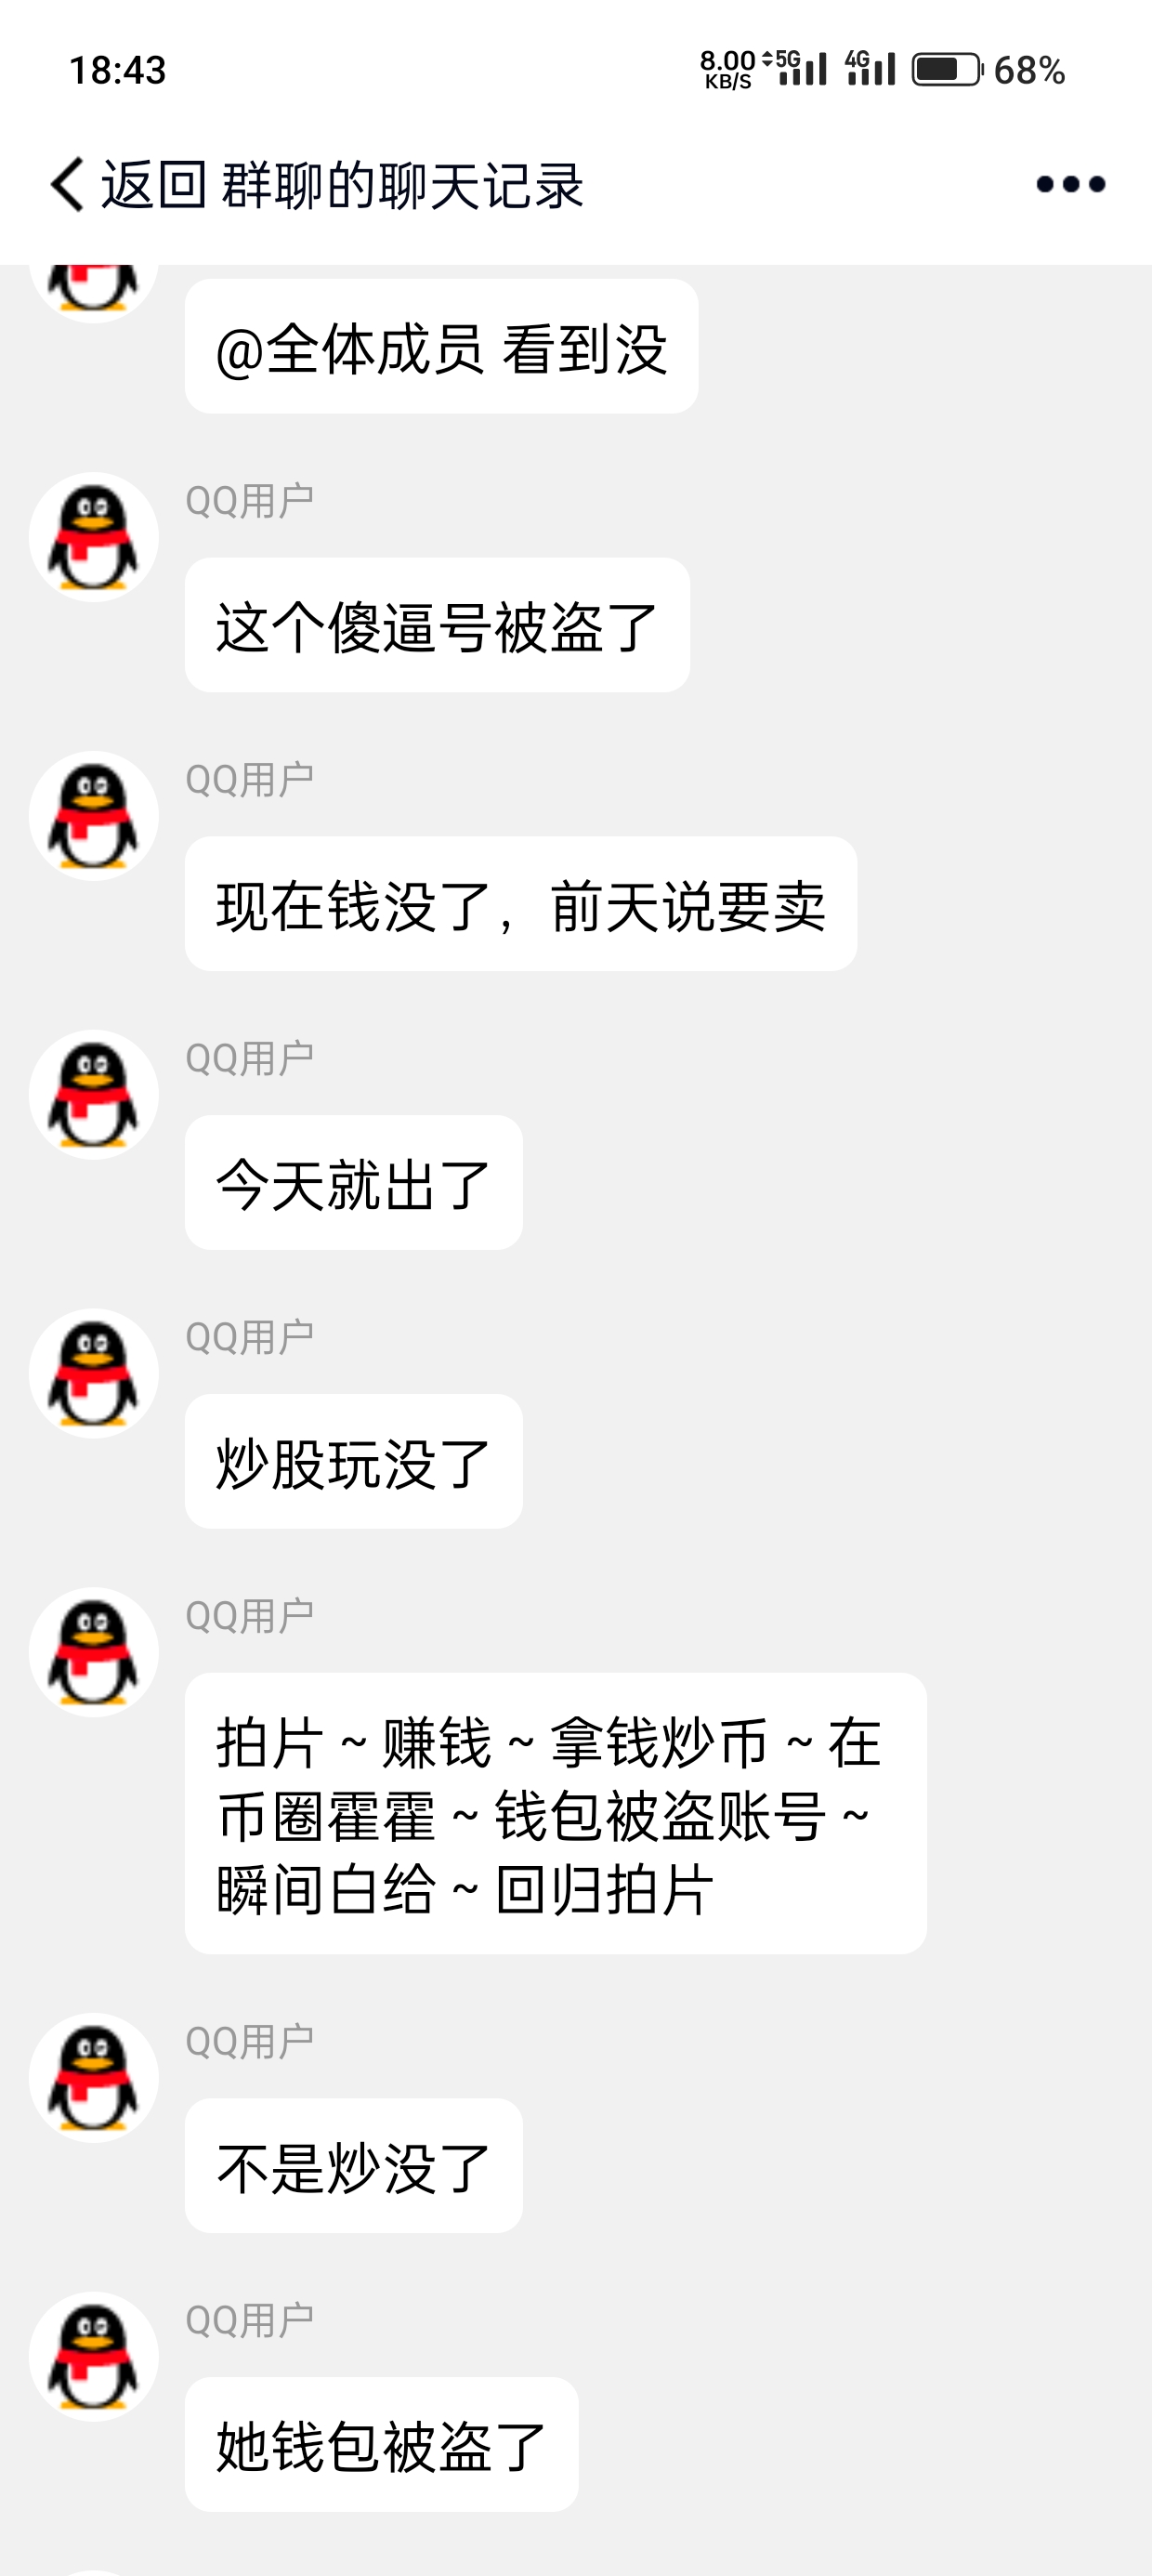 18:43
8.00 KB/S 5G 4G 68%
返回 群聊的聊天记录
@全体成员 看到没
QQ用户
这个傻逼号被盗了
QQ用户
现在钱没了，前天说要卖
QQ用户
今天就出了
QQ用户
炒股玩没了
QQ用户
拍片~赚钱~拿钱炒币~在
币圈霍霍~钱包被盗账号~
瞬间白给~回归拍片
QQ用户
不是炒没了
QQ用户
她钱包被盗了